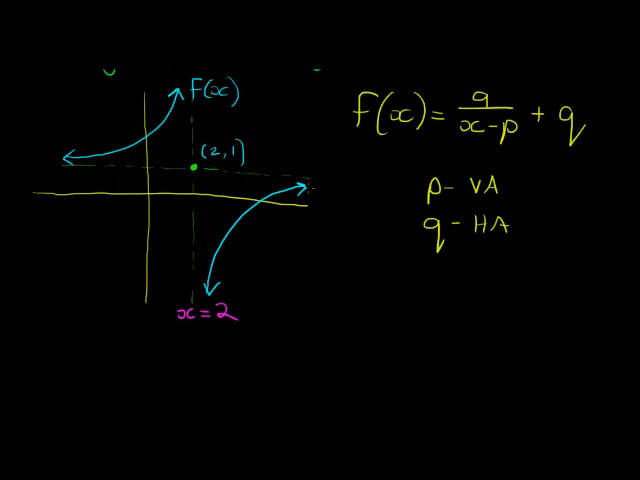 F(x)
(2,1)
x = 2
F(x) = a/(x-p) + q
p - VA
q - HA